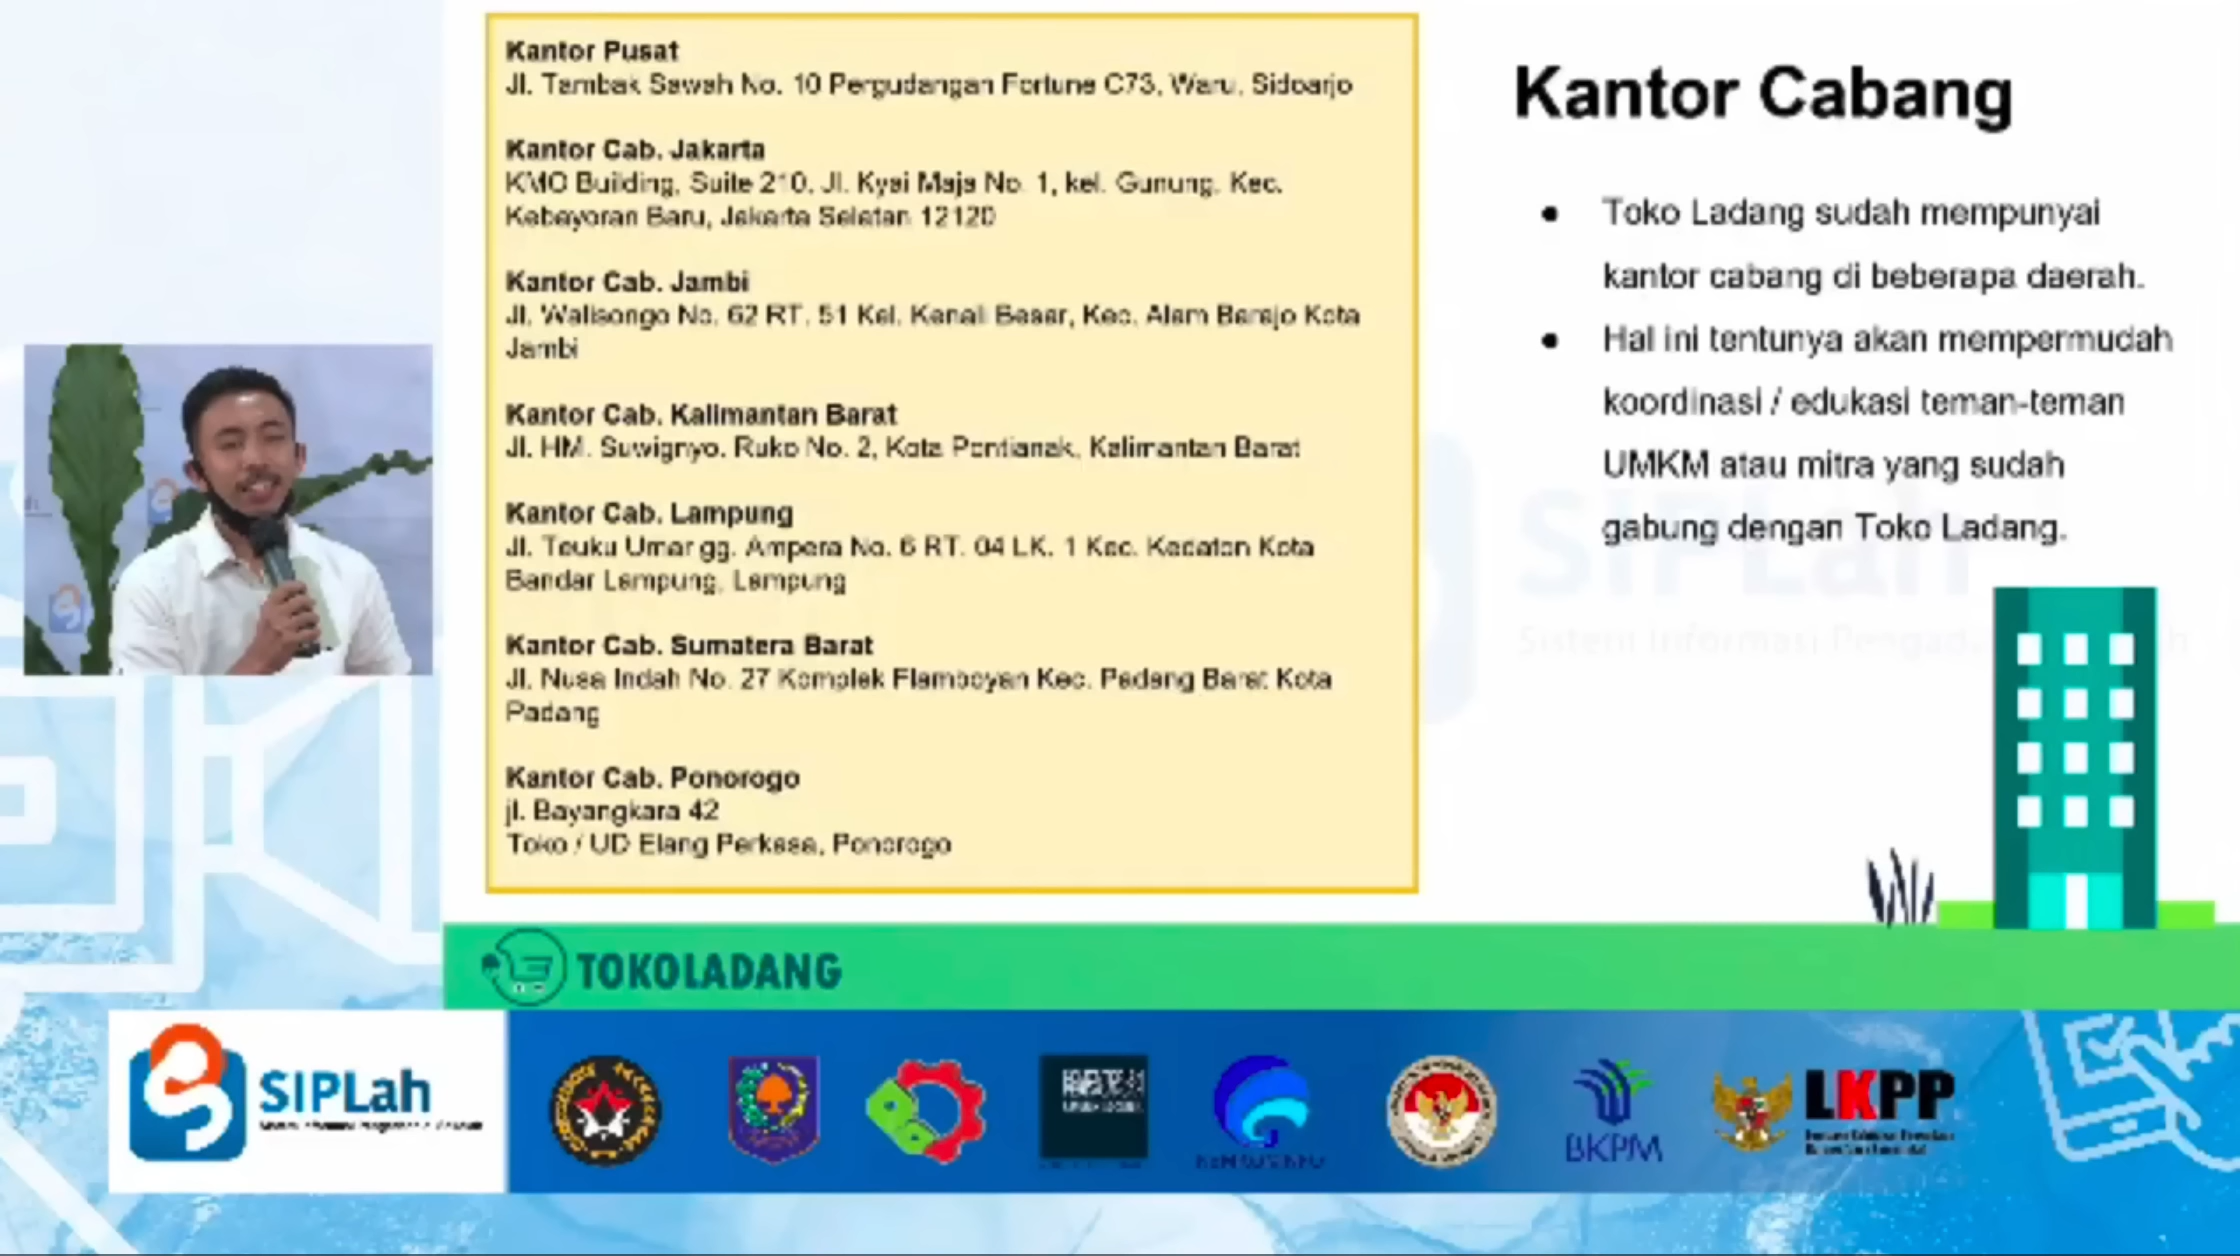 Kantor Pusat
Jl. Tambak Sawah No. 10 Pergudangan Fortune C73, Waru, Sidoarjo
Kantor Cab. Jakarta
KMO Building, Suite 210, Jl. Kyai Maja No. 1, kel. Gunung, Kec.
Kebayoran Baru, Jakarta Selatan 12120
Kantor Cab. Jambi
Jl. Walisongo No. 62 RT. 51 Kel. Kenali Besar, Kec. Alam Barajo Kota
Jambi
Kantor Cab. Kalimantan Barat
Jl. HM. Suwignyo, Ruko No. 2, Kota Pontianak, Kalimantan Barat
Kantor Cab. Lampung
Jl. Teuku Umar gg. Ampera No. 6 RT. 04 LK. 1 Kec. Kedaton Kota
Bandar Lampung, Lampung
Kantor Cab. Sumatera Barat
Jl. Nusa Indah No. 27 Komplek Flamboyan Kec. Padang Barat Kota
Padang
Kantor Cab. Ponorogo
jl. Bayangkara 42
Toko / UD Elang Perkasa, Ponorogo
Kantor Cabang
● Toko Ladang sudah mempunyai
kantor cabang di beberapa daerah.
● Hal ini tentunya akan mempermudah
koordinasi / edukasi teman-teman
UMKM atau mitra yang sudah
gabung dengan Toko Ladang.
SIPLah
Sistem Informasi Pengada
TOKOLADANG
SIPLah
BKPM
LKPP